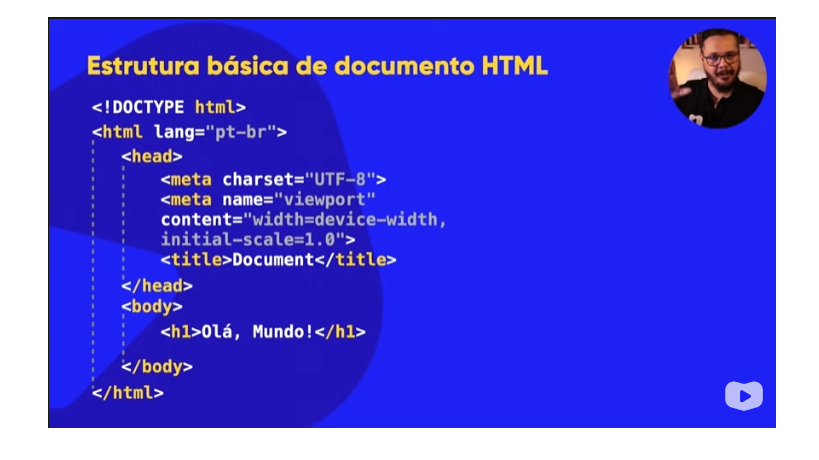 Estrutura básica de documento HTML
<!DOCTYPE html>
<html lang="pt-br">
<head>
<meta charset="UTF-8">
<meta name="viewport"
content="width=device-width,
initial-scale=1.0">
<title>Document</title>
</head>
<body>
<h1>Olá, Mundo!</h1>
</body>
</html>